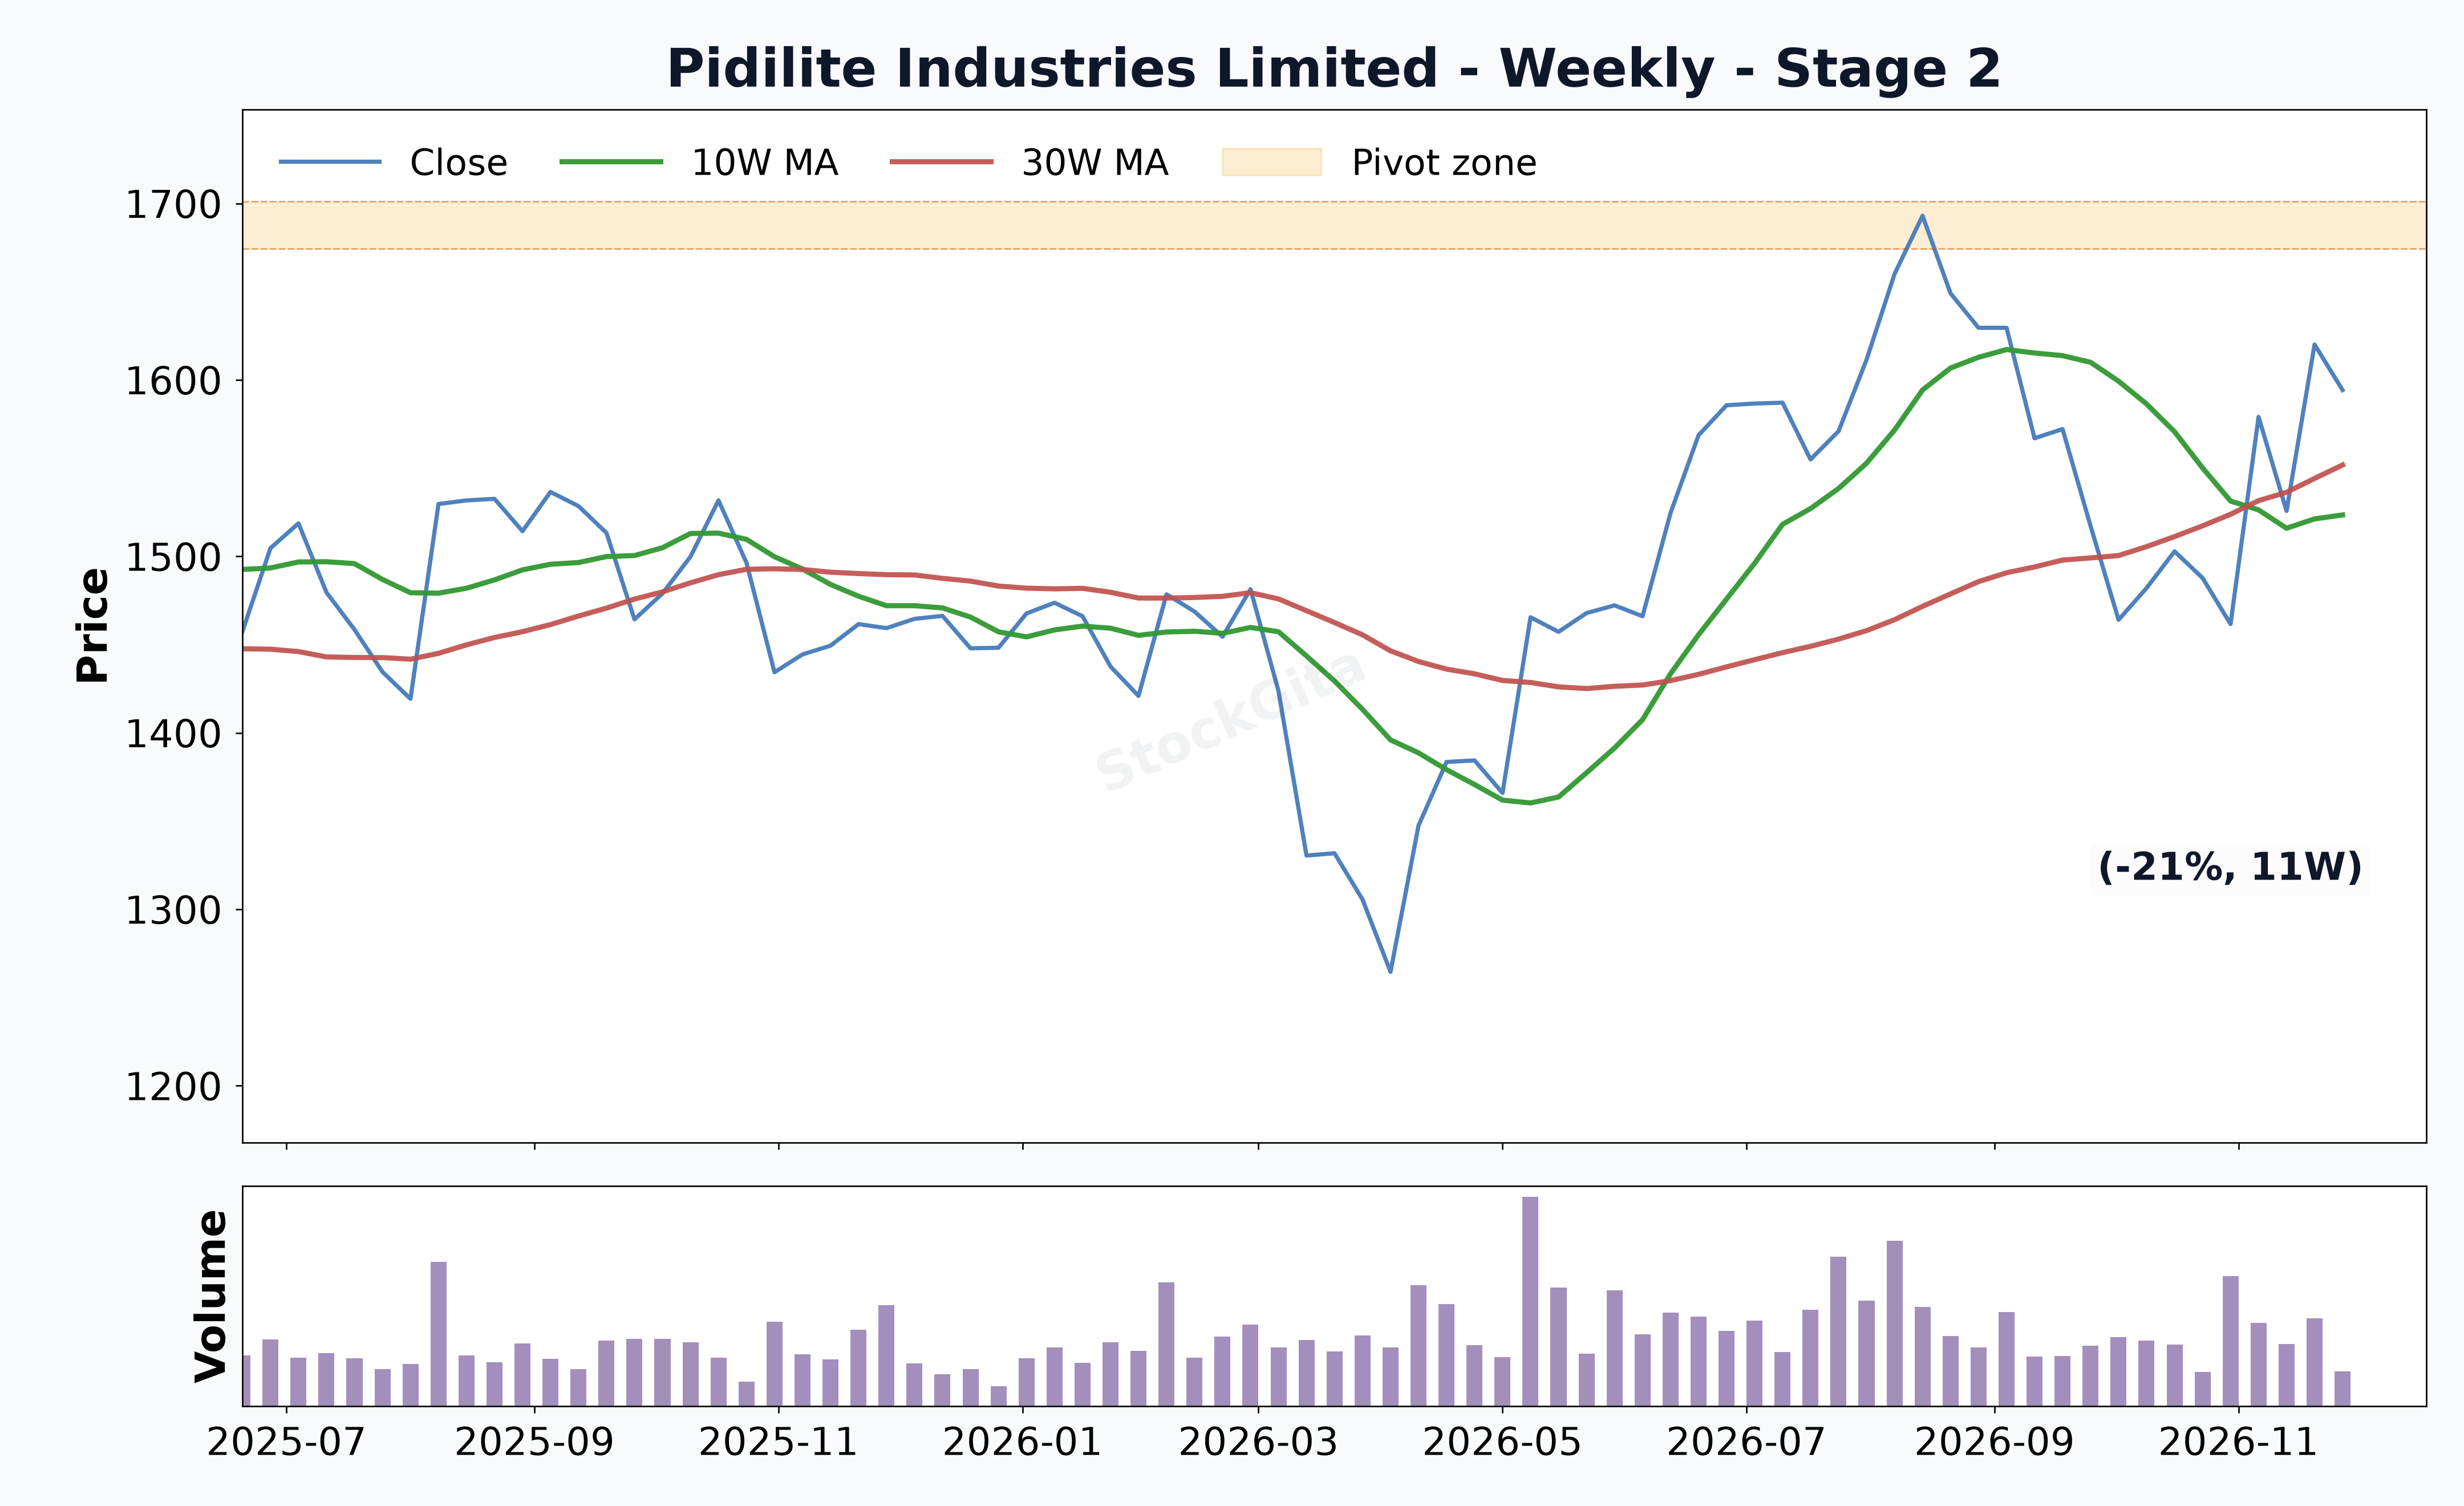 Pidilite Industries Limited - Weekly - Stage 2
Close 10W MA 30W MA Pivot zone
1700
1600
1500
1400
1300
1200
Price
StockGita
(-21%, 11W)
Volume
2025-07 2025-09 2025-11 2026-01 2026-03 2026-05 2026-07 2026-09 2026-11